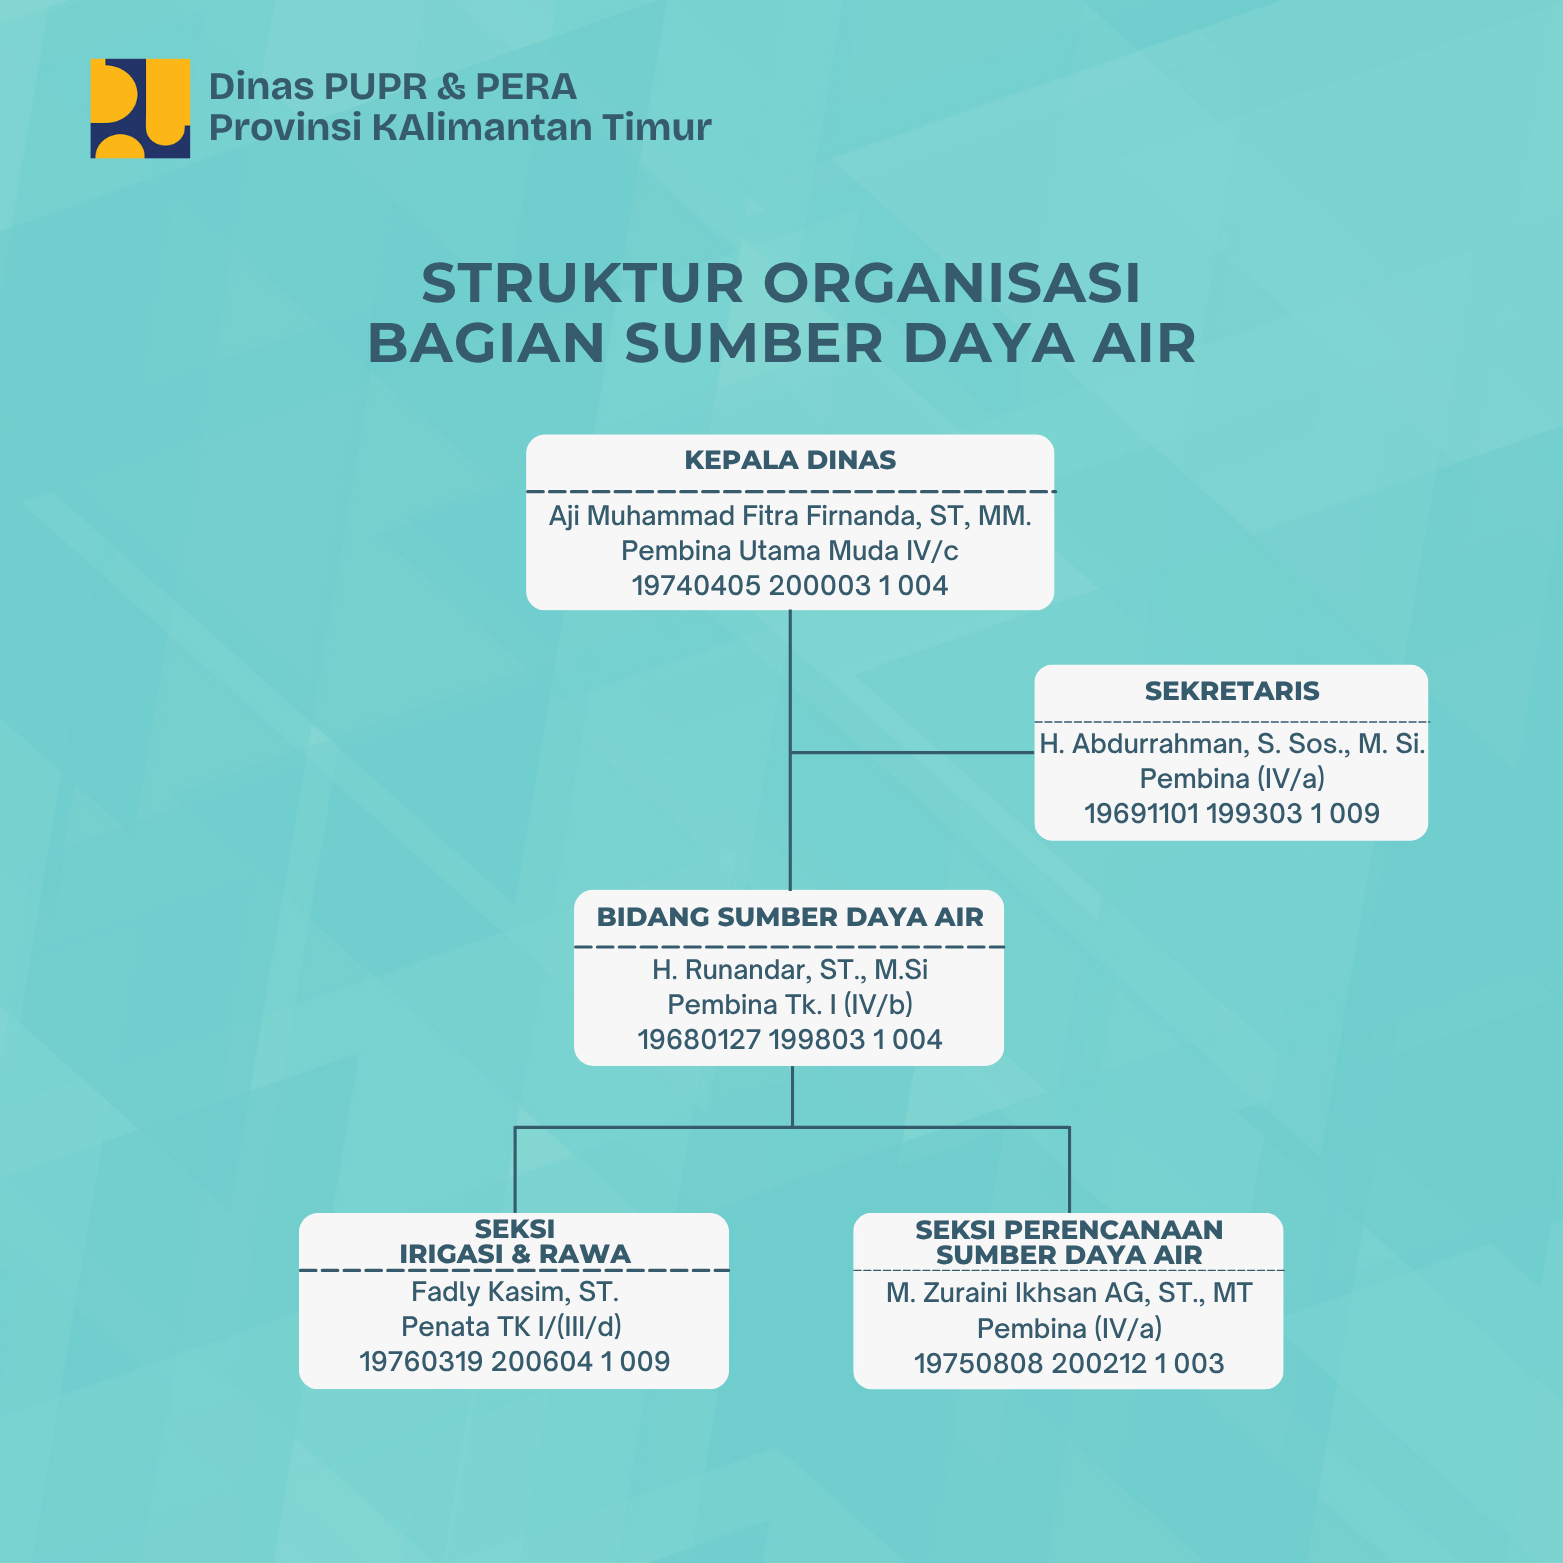 Dinas PUPR & PERA
Provinsi KAlimantan Timur
STRUKTUR ORGANISASI
BAGIAN SUMBER DAYA AIR
KEPALA DINAS
Aji Muhammad Fitra Firnanda, ST, MM.
Pembina Utama Muda IV/c
19740405 200003 1 004
SEKRETARIS
H. Abdurrahman, S. Sos., M. Si.
Pembina (IV/a)
19691101 199303 1 009
BIDANG SUMBER DAYA AIR
H. Runandar, ST., M.Si
Pembina Tk. I (IV/b)
19680127 199803 1 004
SEKSI
IRIGASI & RAWA
Fadly Kasim, ST.
Penata TK I/(III/d)
19760319 200604 1 009
SEKSI PERENCANAAN
SUMBER DAYA AIR
M. Zuraini Ikhsan AG, ST., MT
Pembina (IV/a)
19750808 200212 1 003